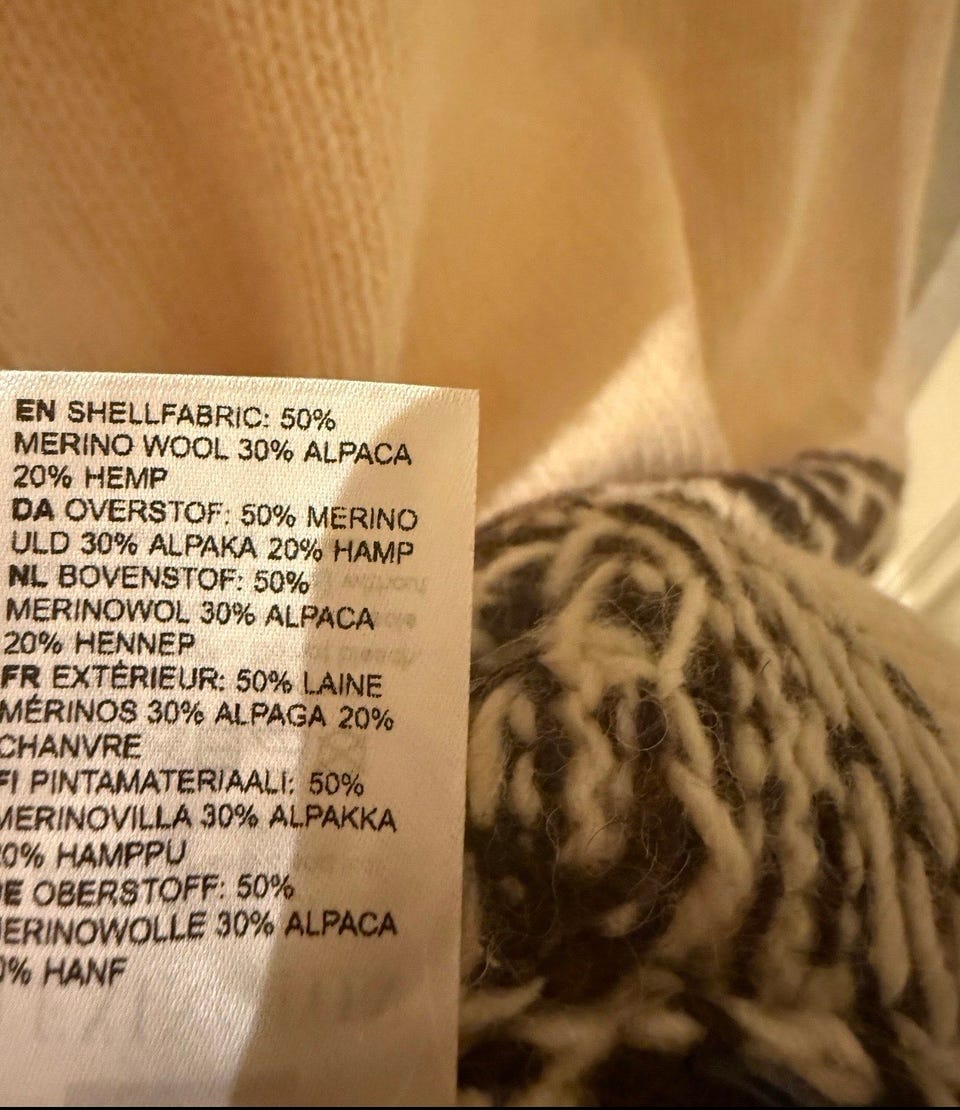 EN SHELLFABRIC: 50%
MERINO WOOL 30% ALPACA
20% HEMP
DA OVERSTOF: 50% MERINO
ULD 30% ALPAKA 20% HAMP
NL BOVENSTOF: 50%
MERINOWOL 30% ALPACA
20% HENNEP
FR EXTÉRIEUR: 50% LAINE
MÉRINOS 30% ALPAGA 20%
CHANVRE
FI PINTAMATERIAALI: 50%
MERINOVILLA 30% ALPAKKA
0% HAMPPU
E OBERSTOFF: 50%
ERINOWOLLE 30% ALPACA
% HANF